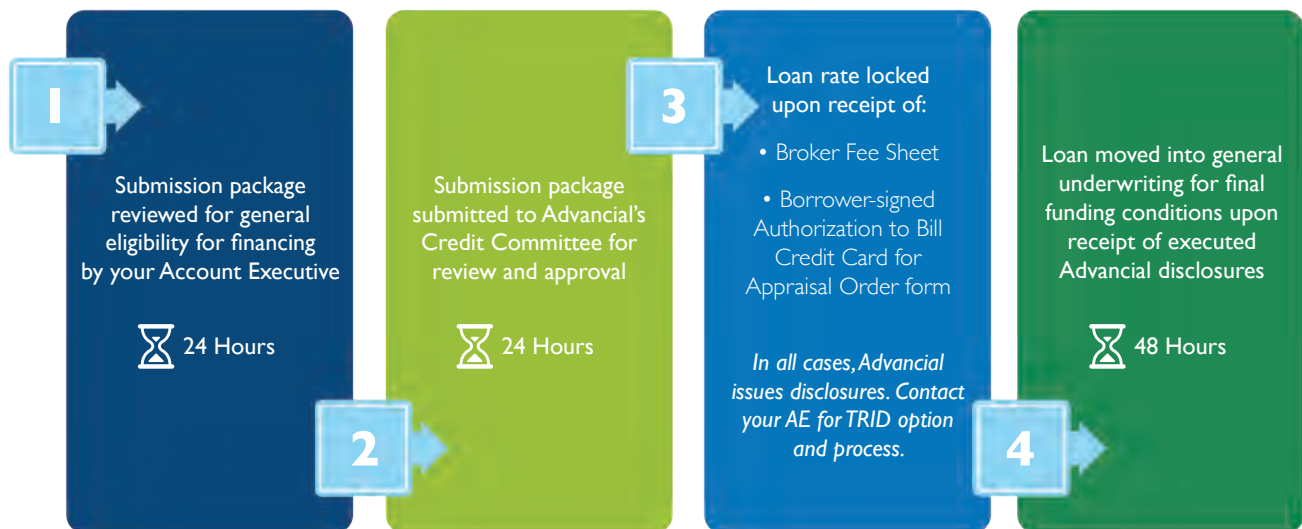 1
Submission package
reviewed for general
eligibility for financing
by your Account Executive
24 Hours
2
Submission package
submitted to Advancial's
Credit Committee for
review and approval
24 Hours
3
Loan rate locked
upon receipt of:
• Broker Fee Sheet
• Borrower-signed
Authorization to Bill
Credit Card for
Appraisal Order form
In all cases, Advancial
issues disclosures. Contact
your AE for TRID option
and process.
4
Loan moved into general
underwriting for final
funding conditions upon
receipt of executed
Advancial disclosures
48 Hours